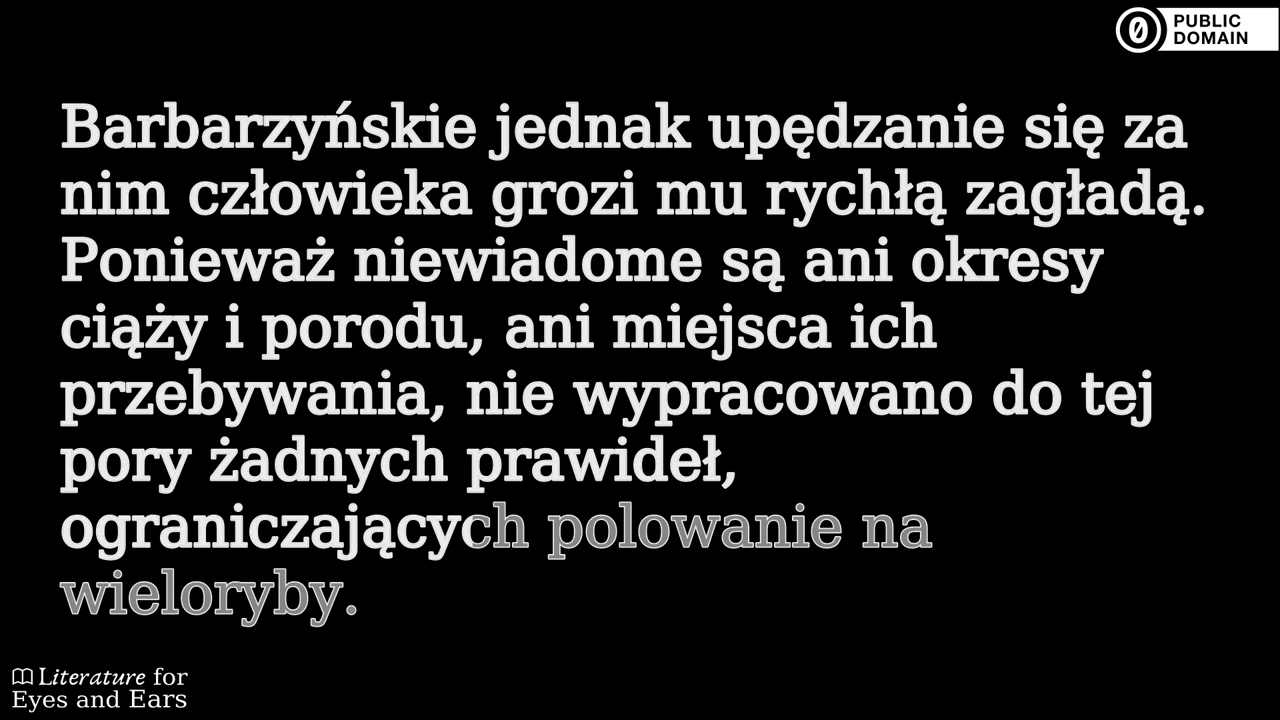 PUBLIC
DOMAIN
Barbarzyńskie jednak upędzanie się za
nim człowieka grozi mu rychłą zagładą.
Ponieważ niewiadome są ani okresy
ciąży i porodu, ani miejsca ich
przebywania, nie wypracowano do tej
pory żadnych prawideł,
ograniczających polowanie na
wieloryby.
Literature for
Eyes and Ears